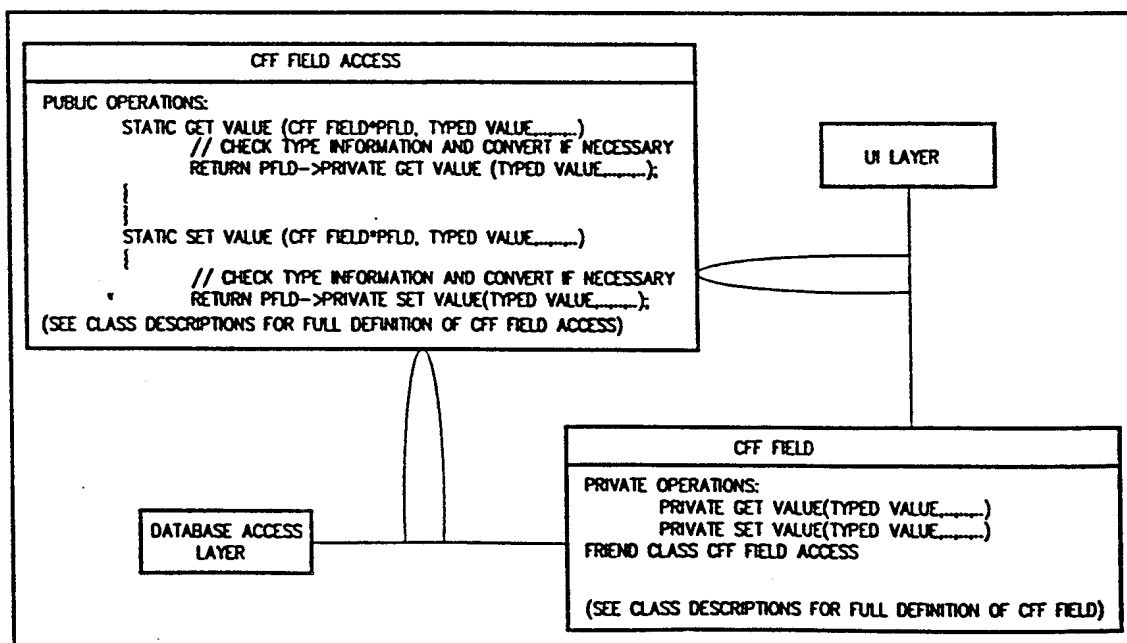 CFF FIELD ACCESS
PUBLIC OPERATIONS:
STATIC GET VALUE (CFF FIELD*PFLD, TYPED VALUE,......,...)
// CHECK TYPE INFORMATION AND CONVERT IF NECESSARY
RETURN PFLD->PRIVATE GET VALUE (TYPED VALUE,...,...,...);
{
STATIC SET VALUE (CFF FIELD*PFLD, TYPED VALUE,...,...,...)
{
// CHECK TYPE INFORMATION AND CONVERT IF NECESSARY
RETURN PFLD->PRIVATE SET VALUE(TYPED VALUE,...,...,...);
(SEE CLASS DESCRIPTIONS FOR FULL DEFINITION OF CFF FIELD ACCESS)
UI LAYER
DATABASE ACCESS
LAYER
CFF FIELD
PRIVATE OPERATIONS:
PRIVATE GET VALUE(TYPED VALUE,...,...,...)
PRIVATE SET VALUE(TYPED VALUE,...,...,...)
FRIEND CLASS CFF FIELD ACCESS
(SEE CLASS DESCRIPTIONS FOR FULL DEFINITION OF CFF FIELD)